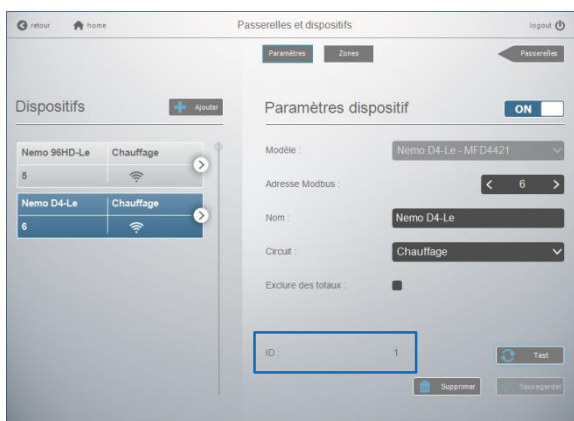 retour home Passerelles et dispositifs logout
Paramètres Zones Passerelles
Dispositifs Ajouter
Nemo 96HD-Le Chauffage
5
Nemo D4-Le Chauffage
6
Paramètres dispositif ON
Modèle : Nemo D4-Le - MFD4421
Adresse Modbus : < 6 >
Nom : Nemo D4-Le
Circuit : Chauffage
Exclure des totaux :
ID : 1
Test
Supprimer Sauvegarder